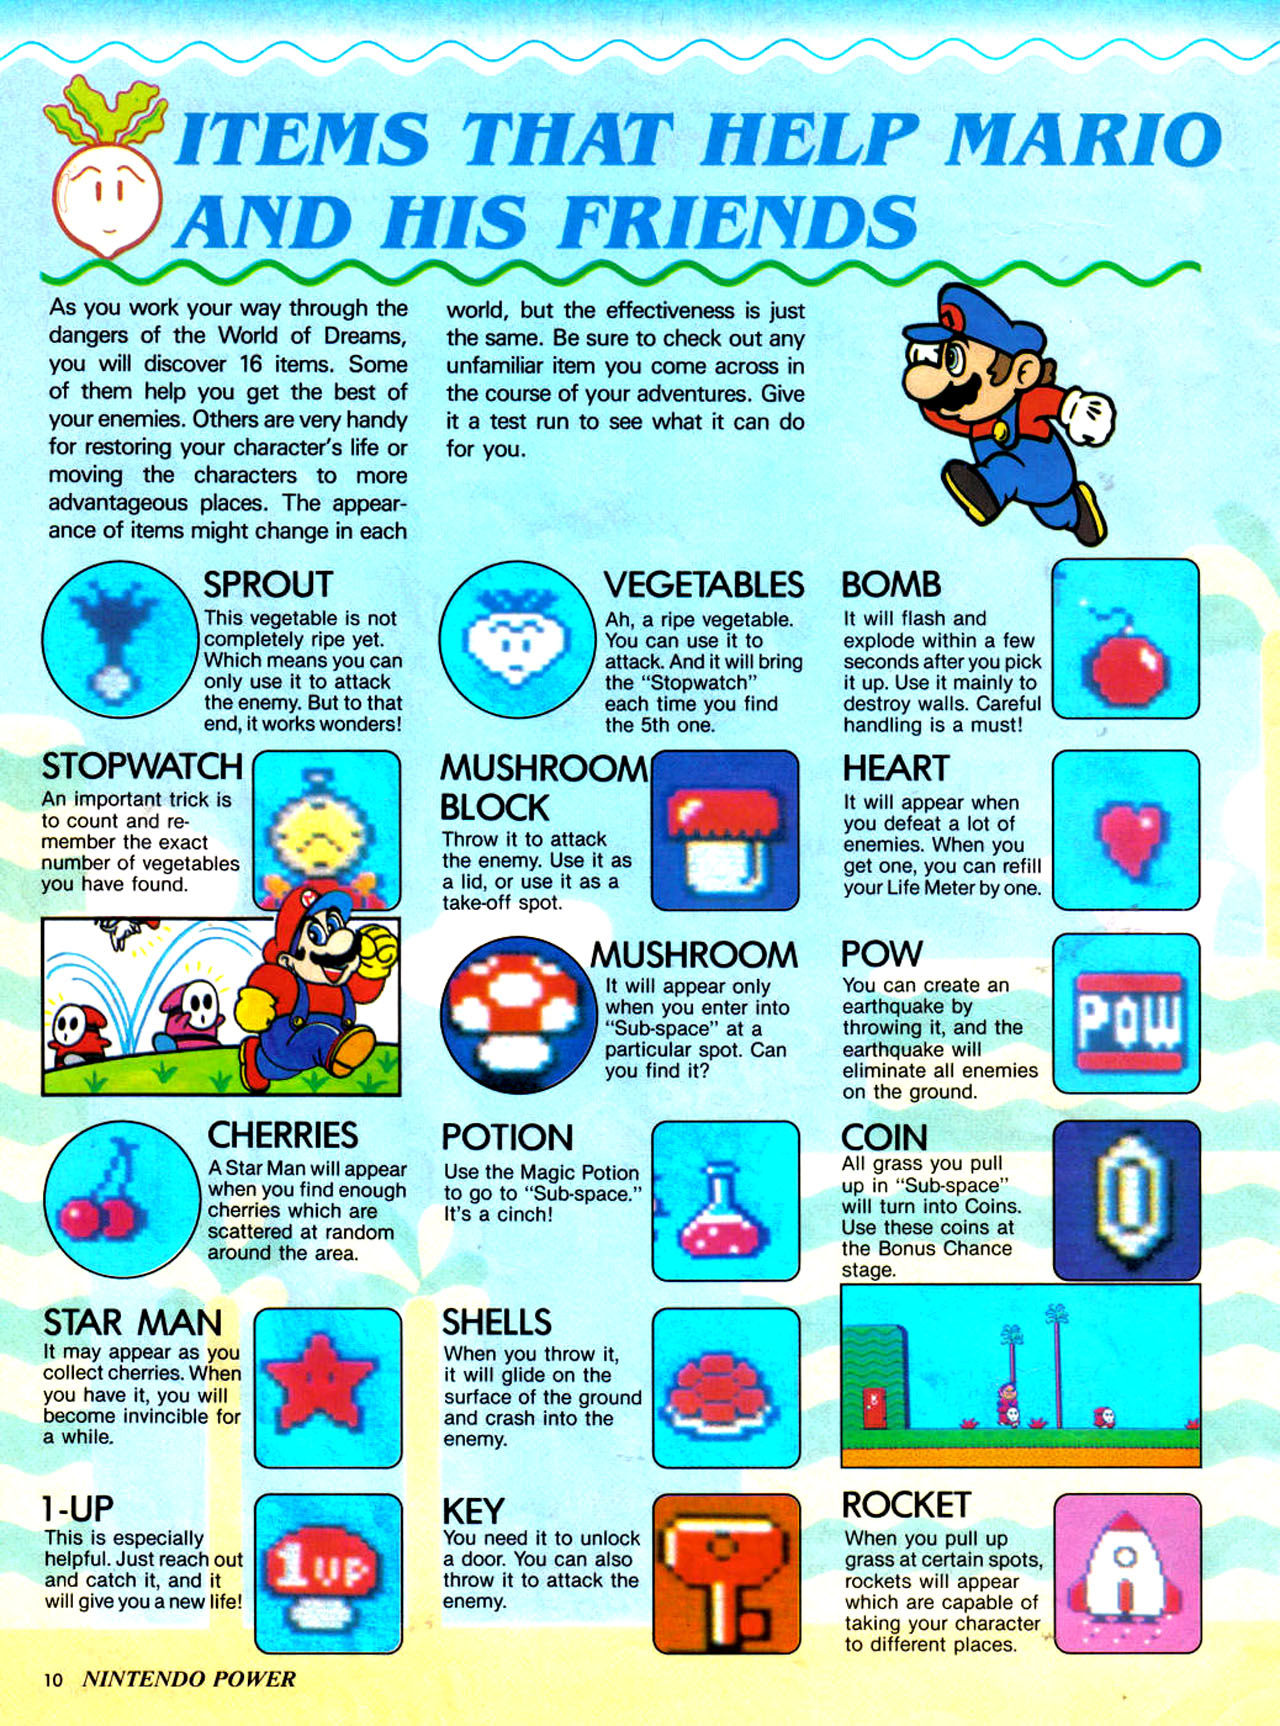 ITEMS THAT HELP MARIO
AND HIS FRIENDS
As you work your way through the
dangers of the World of Dreams,
you will discover 16 items. Some
of them help you get the best of
your enemies. Others are very handy
for restoring your character's life or
moving the characters to more
advantageous places. The appear-
ance of items might change in each
world, but the effectiveness is just
the same. Be sure to check out any
unfamiliar item you come across in
the course of your adventures. Give
it a test run to see what it can do
for you.
SPROUT
This vegetable is not
completely ripe yet.
Which means you can
only use it to attack
the enemy. But to that
end, it works wonders!
VEGETABLES
Ah, a ripe vegetable.
You can use it to
attack. And it will bring
the "Stopwatch"
each time you find
the 5th one.
BOMB
It will flash and
explode within a few
seconds after you pick
it up. Use it mainly to
destroy walls. Careful
handling is a must!
STOPWATCH
An important trick is
to count and re-
member the exact
number of vegetables
you have found.
MUSHROOM
BLOCK
Throw it to attack
the enemy. Use it as
a lid, or use it as a
take-off spot.
HEART
It will appear when
you defeat a lot of
enemies. When you
get one, you can refill
your Life Meter by one.
M
MUSHROOM
It will appear only
when you enter into
"Sub-space" at a
particular spot. Can
you find it?
POW
You can create an
earthquake by
throwing it, and the
earthquake will
eliminate all enemies
on the ground.
POW
CHERRIES
A Star Man will appear
when you find enough
cherries which are
scattered at random
around the area.
POTION
Use the Magic Potion
to go to "Sub-space."
It's a cinch!
COIN
All grass you pull
up in "Sub-space"
will turn into Coins.
Use these coins at
the Bonus Chance
stage.
STAR MAN
It may appear as you
collect cherries. When
you have it, you will
become invincible for
a while.
SHELLS
When you throw it,
it will glide on the
surface of the ground
and crash into the
enemy.
1-UP
This is especially
helpful. Just reach out
and catch it, and it
will give you a new life!
1UP
KEY
You need it to unlock
a door. You can also
throw it to attack the
enemy.
ROCKET
When you pull up
grass at certain spots,
rockets will appear
which are capable of
taking your character
to different places.
10 NINTENDO POWER